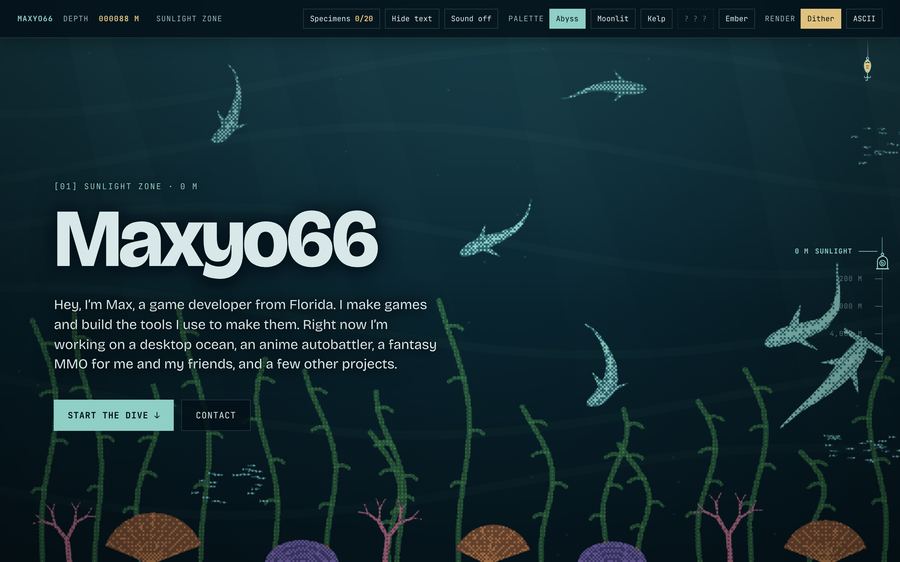 MAXYO66 DEPTH 000088 M SUNLIGHT ZONE Specimens 0/20 Hide text Sound off PALETTE Abyss Moonlit Kelp ? ? ? Ember RENDER Dither ASCII
[01] SUNLIGHT ZONE · 0 M
Maxyo66
0 M SUNLIGHT
200 M
Hey, I'm Max, a game developer from Florida. I make games
and build the tools I use to make them. Right now I'm
working on a desktop ocean, an anime autobattler, a fantasy
MMO for me and my friends, and a few other projects.
START THE DIVE ↓ CONTACT